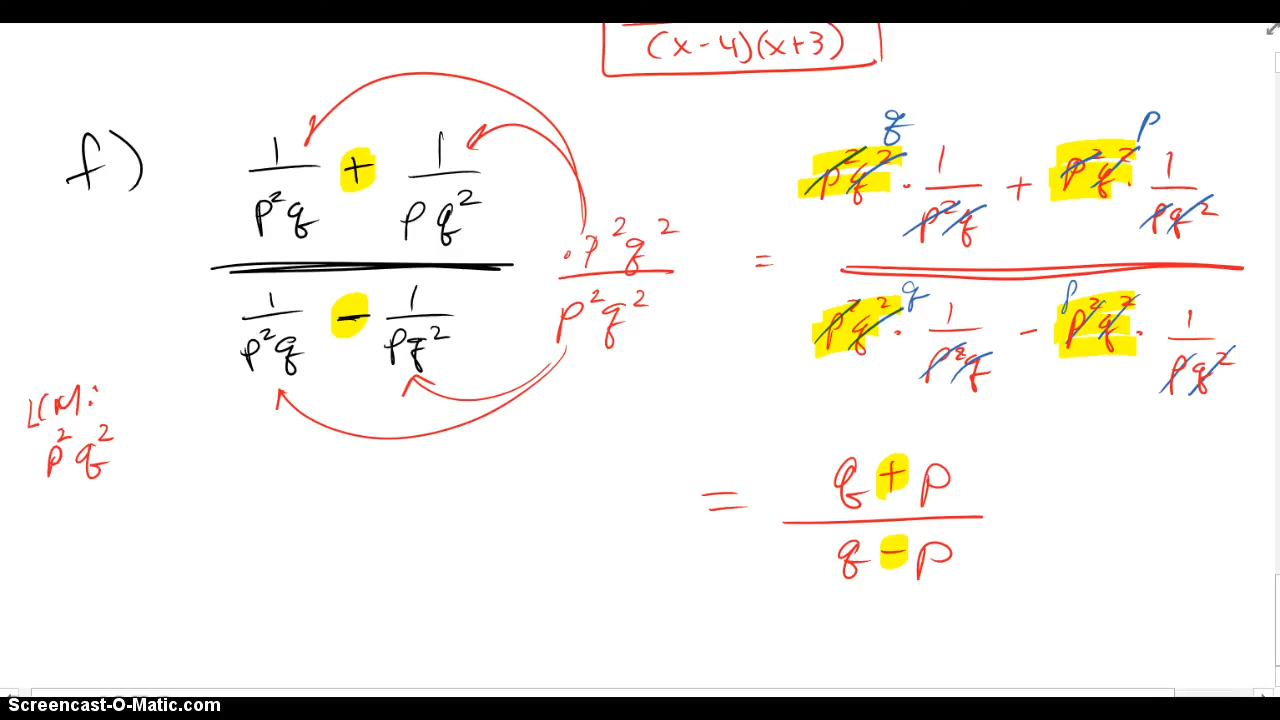 (x-4)(x+3)
f)
1/(p²q) + 1/(pq²)
1/(p²q) - 1/(pq²)
· p²q²
p²q²
LCM:
p²q²
= p²q² · 1/(p²q) + p²q² · 1/(pq²)
q p
p²q² · 1/(p²q) - p²q² · 1/(pq²)
q p
= q + p
q - p
Screencast-O-Matic.com